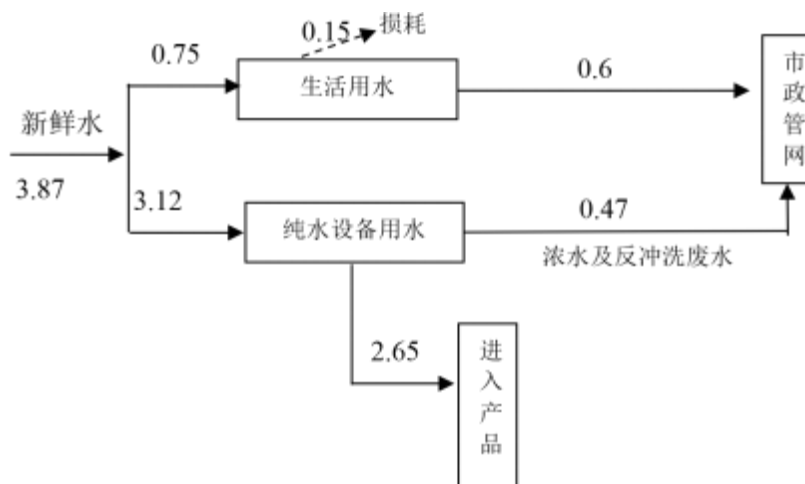 0.15
损耗
0.75
生活用水
0.6
市政管网
新鲜水
3.87
3.12
纯水设备用水
0.47
浓水及反冲洗废水
2.65
进入产品